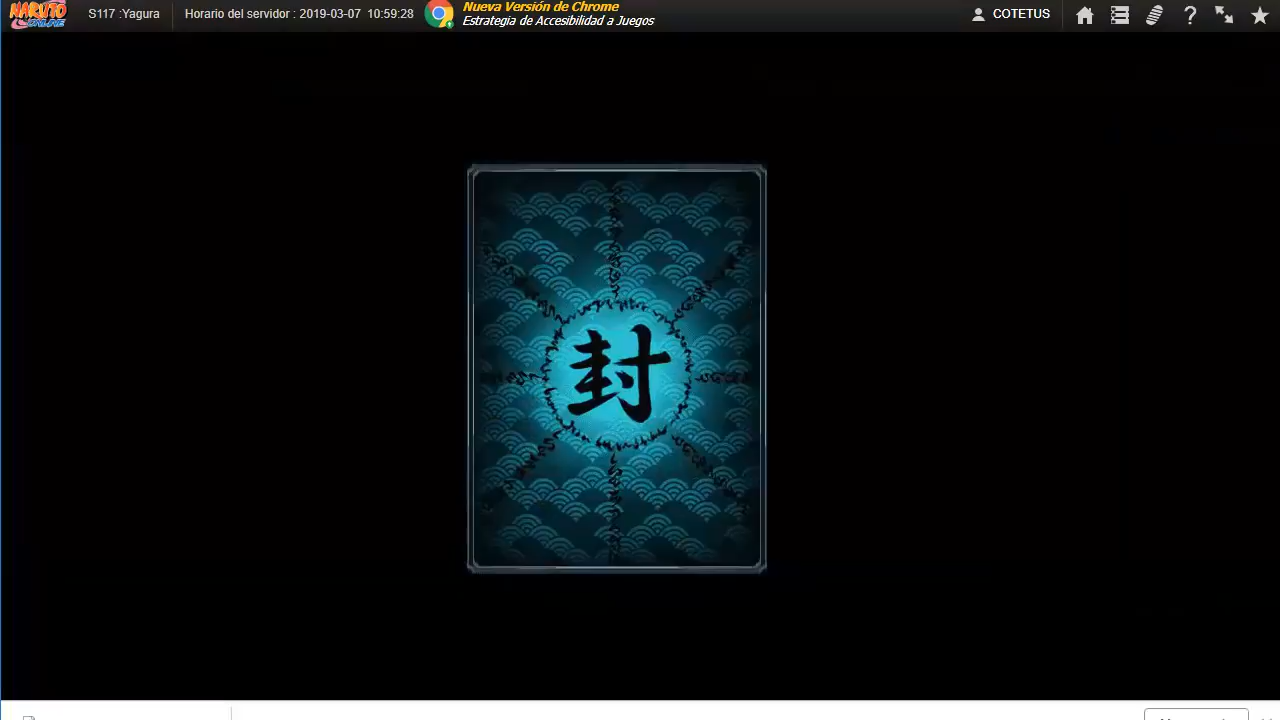 NARUTO
ONLINE
S117 :Yagura
Horario del servidor : 2019-03-07 10:59:28
Nueva Versión de Chrome
Estrategia de Accesibilidad a Juegos
COTETUS
封